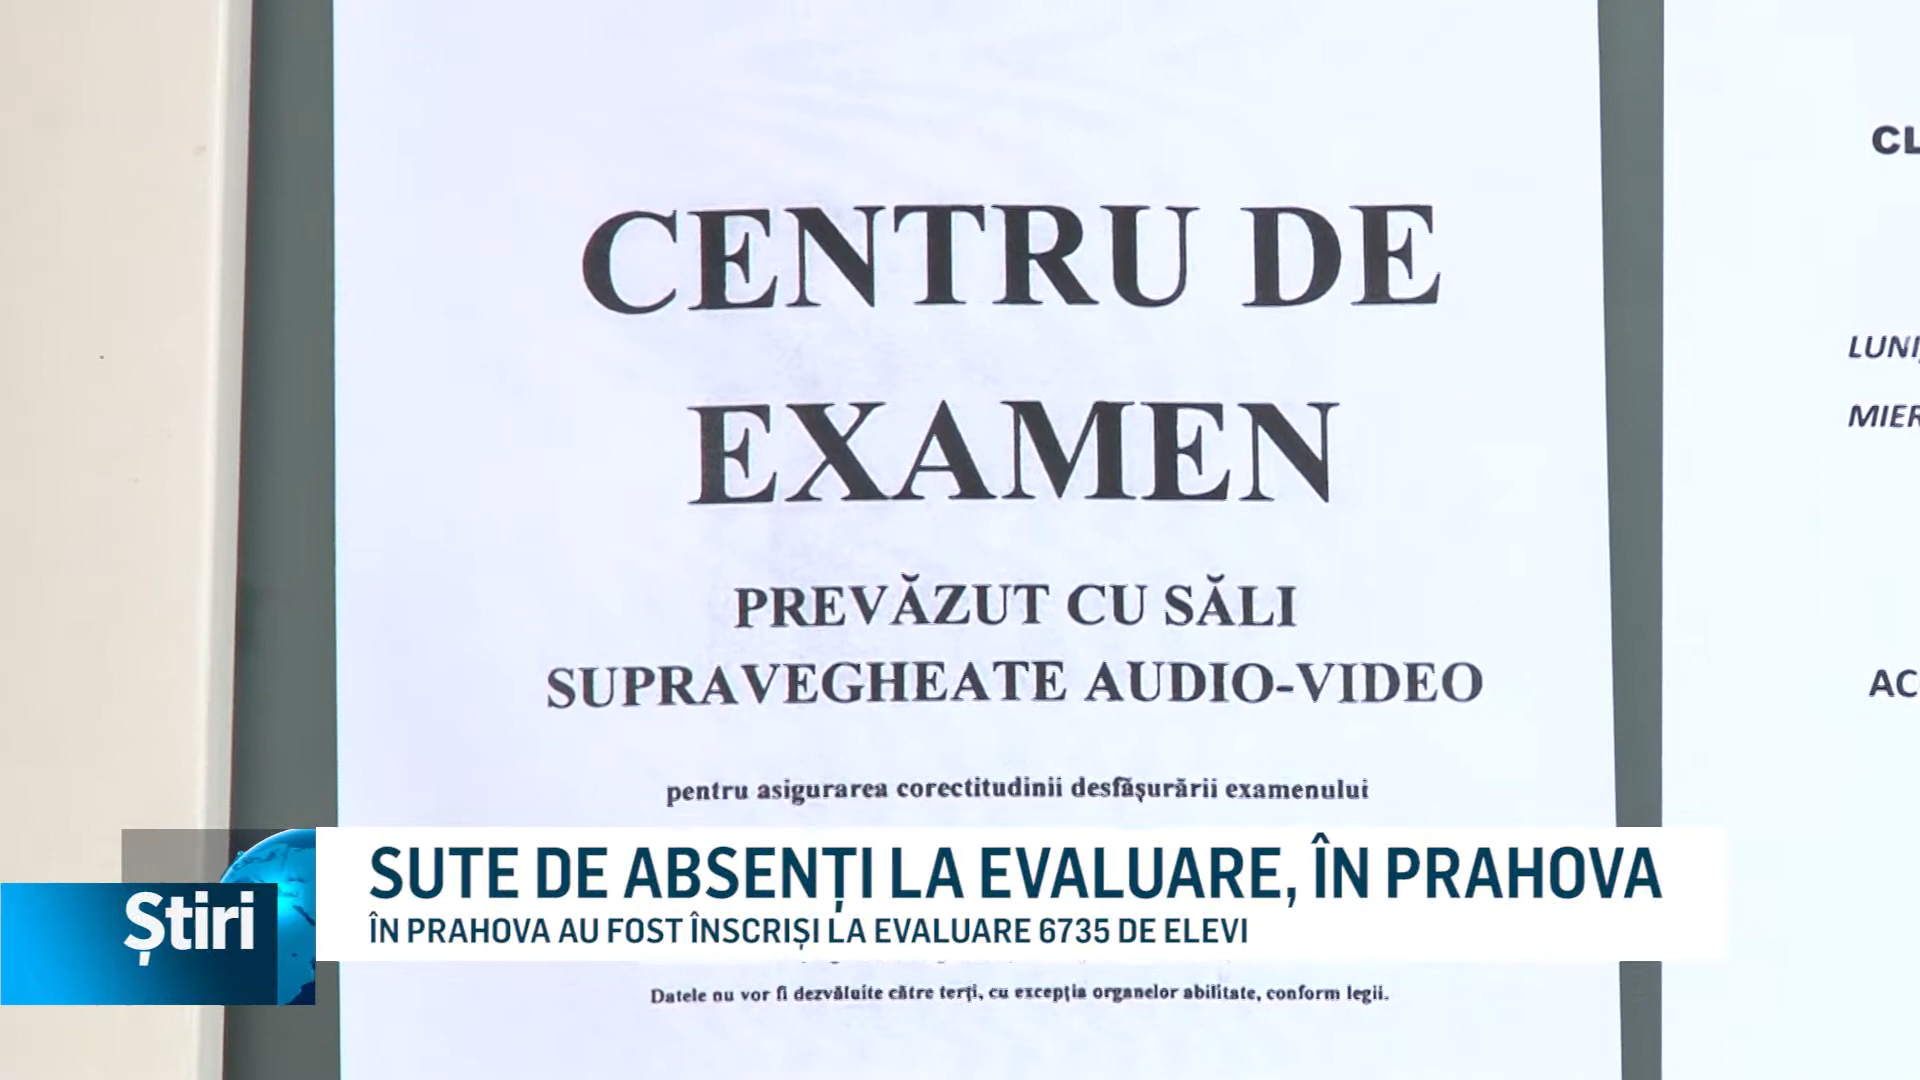 CENTRU DE
EXAMEN
PREVĂZUT CU SĂLI
SUPRAVEGHEATE AUDIO-VIDEO
pentru asigurarea corectitudinii desfășurării examenului
Datele nu vor fi dezvăluite către terți, cu excepția organelor abilitate, conform legii.
CL
LUNI,
MIER
AC
Știri
SUTE DE ABSENȚI LA EVALUARE, ÎN PRAHOVA
ÎN PRAHOVA AU FOST ÎNSCRIȘI LA EVALUARE 6735 DE ELEVI